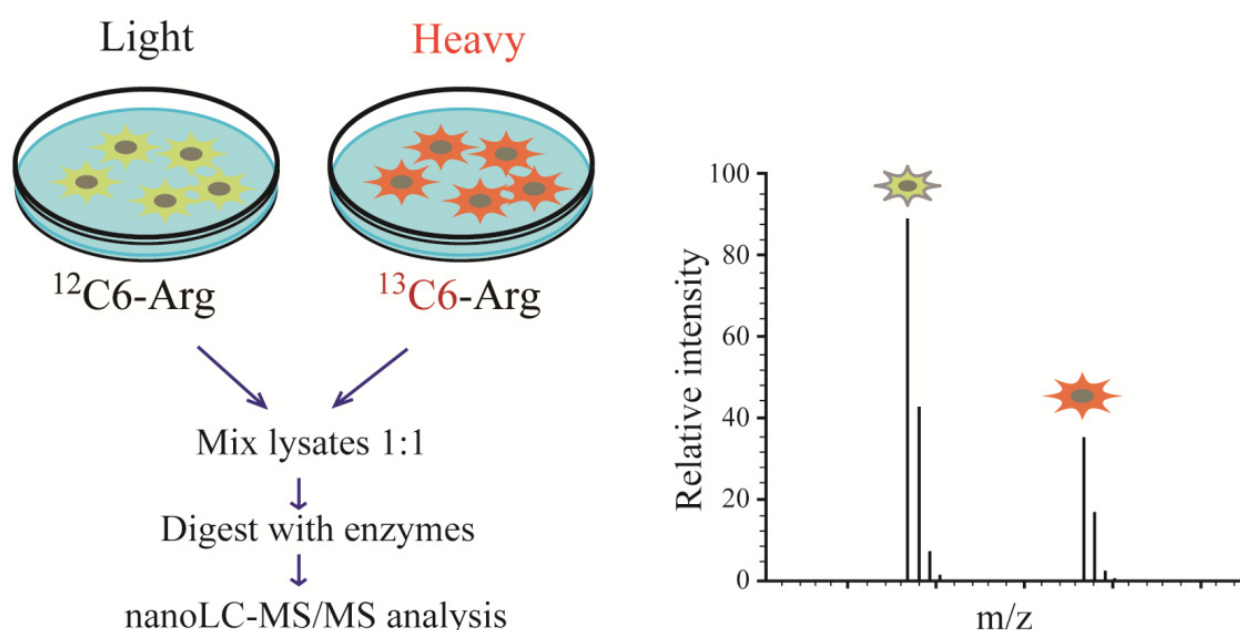 Light
Heavy
¹²C6-Arg
¹³C6-Arg
Mix lysates 1:1
Digest with enzymes
nanoLC-MS/MS analysis
Relative intensity
100
80
60
40
20
0
m/z